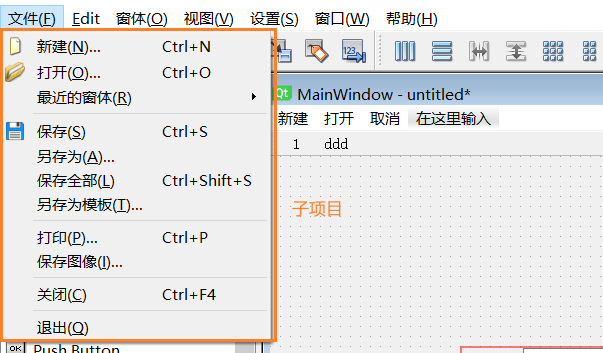 文件(F) Edit 窗体(O) 视图(V) 设置(S) 窗口(W) 帮助(H)
新建(N)... Ctrl+N
打开(O)... Ctrl+O
最近的窗体(R)
保存(S) Ctrl+S
另存为(A)...
保存全部(L) Ctrl+Shift+S
另存为模板(T)...
打印(P)... Ctrl+P
保存图像(I)...
关闭(C) Ctrl+F4
退出(Q)
OK Push Button
123
Qt MainWindow - untitled*
新建 打开 取消 在这里输入
1 ddd
子项目